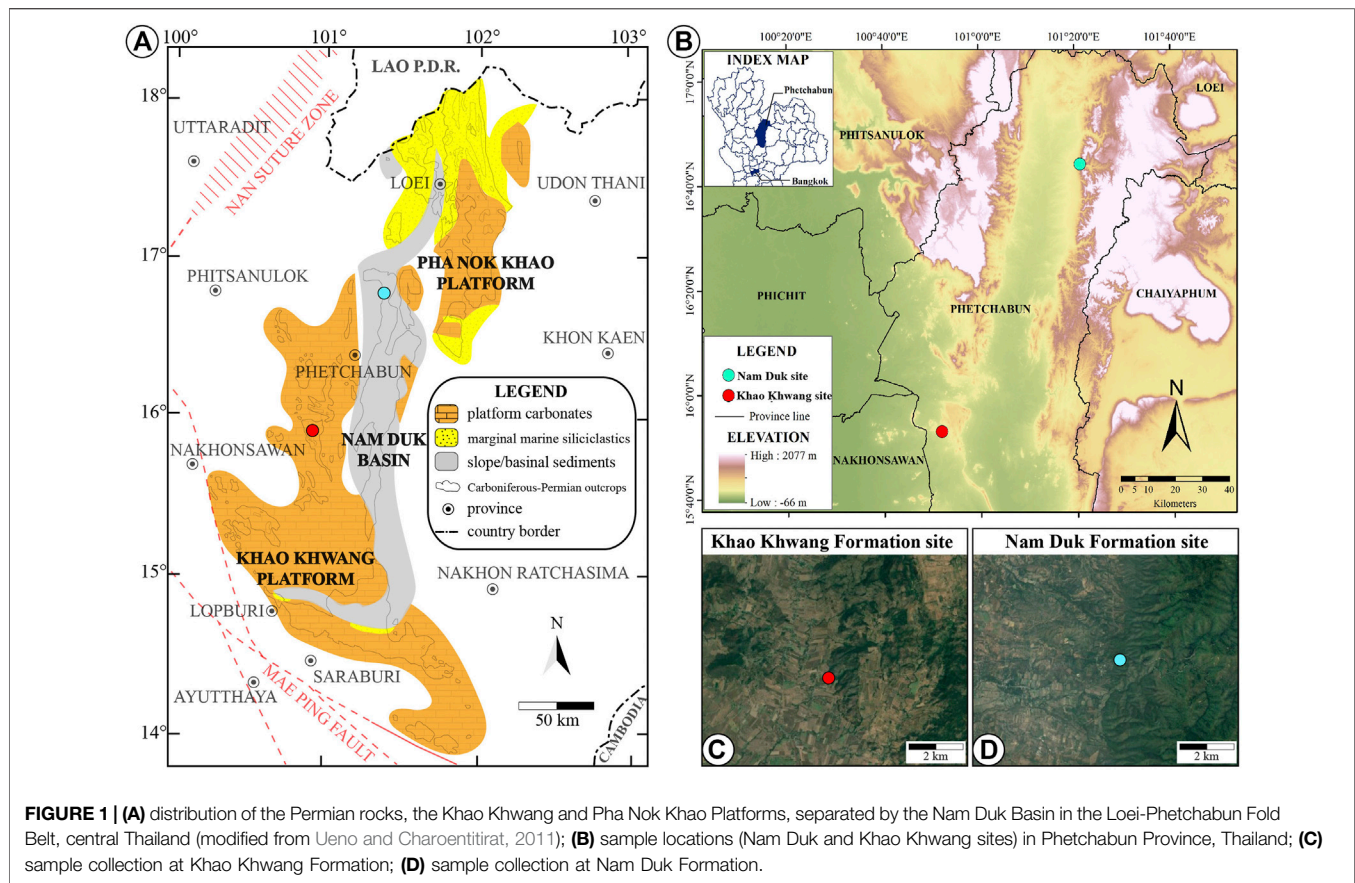 A
100°
101°
102°
103°
LAO P.D.R.
18°
UTTARADIT
NAN SUTURE ZONE
LOEI
UDON THANI
17°
PHITSANULOK
PHA NOK KHAO
PLATFORM
KHON KAEN
PHETCHABUN
16°
NAKHONSAWAN
NAM DUK
BASIN
LEGEND
platform carbonates
marginal marine siliciclastics
slope/basinal sediments
Carboniferous-Permian outcrops
province
country border
KHAO KHWANG
PLATFORM
15°
NAKHON RATCHASIMA
LOPBURI
N
SARABURI
AYUTTHAYA
MAE PING FAULT
50 km
14°
CAMBODIA
B
100°20'0"E
100°40'0"E
101°0'0"E
101°20'0"E
101°40'0"E
17°0'0"N
16°40'0"N
16°20'0"N
16°0'0"N
15°40'0"N
INDEX MAP
Phetchabun
Bangkok
LOEI
PHITSANULOK
PHICHIT
PHETCHABUN
CHAIYAPHUM
NAKHONSAWAN
LEGEND
Nam Duk site
Khao Khwang site
Province line
ELEVATION
High : 2077 m
Low : -66 m
N
0 5 10 20 30 40
Kilometers
Khao Khwang Formation site
C
2 km
Nam Duk Formation site
D
2 km
FIGURE 1 | (A) distribution of the Permian rocks, the Khao Khwang and Pha Nok Khao Platforms, separated by the Nam Duk Basin in the Loei-Phetchabun Fold
Belt, central Thailand (modified from Ueno and Charoentitirat, 2011); (B) sample locations (Nam Duk and Khao Khwang sites) in Phetchabun Province, Thailand; (C)
sample collection at Khao Khwang Formation; (D) sample collection at Nam Duk Formation.